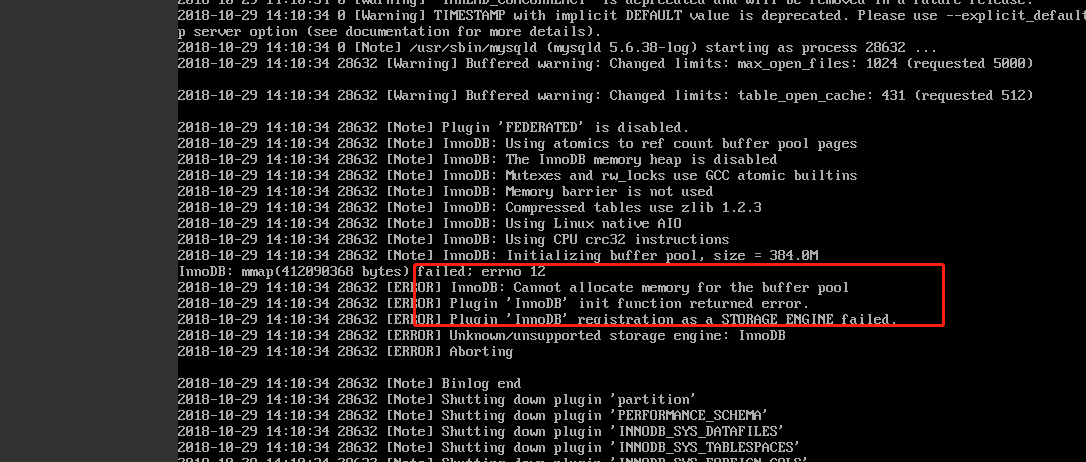 2018-10-29 14:10:34 0 [Warning] 'THREAD_CONCURRENCY' is deprecated and will be removed in a future release.
2018-10-29 14:10:34 0 [Warning] TIMESTAMP with implicit DEFAULT value is deprecated. Please use --explicit_default
p server option (see documentation for more details).
2018-10-29 14:10:34 0 [Note] /usr/sbin/mysqld (mysqld 5.6.38-log) starting as process 28632 ...
2018-10-29 14:10:34 28632 [Warning] Buffered warning: Changed limits: max_open_files: 1024 (requested 5000)
2018-10-29 14:10:34 28632 [Warning] Buffered warning: Changed limits: table_open_cache: 431 (requested 512)
2018-10-29 14:10:34 28632 [Note] Plugin 'FEDERATED' is disabled.
2018-10-29 14:10:34 28632 [Note] InnoDB: Using atomics to ref count buffer pool pages
2018-10-29 14:10:34 28632 [Note] InnoDB: The InnoDB memory heap is disabled
2018-10-29 14:10:34 28632 [Note] InnoDB: Mutexes and rw_locks use GCC atomic builtins
2018-10-29 14:10:34 28632 [Note] InnoDB: Memory barrier is not used
2018-10-29 14:10:34 28632 [Note] InnoDB: Compressed tables use zlib 1.2.3
2018-10-29 14:10:34 28632 [Note] InnoDB: Using Linux native AIO
2018-10-29 14:10:34 28632 [Note] InnoDB: Using CPU crc32 instructions
2018-10-29 14:10:34 28632 [Note] InnoDB: Initializing buffer pool, size = 384.0M
InnoDB: mmap(412090368 bytes) failed; errno 12
2018-10-29 14:10:34 28632 [ERROR] InnoDB: Cannot allocate memory for the buffer pool
2018-10-29 14:10:34 28632 [ERROR] Plugin 'InnoDB' init function returned error.
2018-10-29 14:10:34 28632 [ERROR] Plugin 'InnoDB' registration as a STORAGE ENGINE failed.
2018-10-29 14:10:34 28632 [ERROR] Unknown/unsupported storage engine: InnoDB
2018-10-29 14:10:34 28632 [ERROR] Aborting
2018-10-29 14:10:34 28632 [Note] Binlog end
2018-10-29 14:10:34 28632 [Note] Shutting down plugin 'partition'
2018-10-29 14:10:34 28632 [Note] Shutting down plugin 'PERFORMANCE_SCHEMA'
2018-10-29 14:10:34 28632 [Note] Shutting down plugin 'INNODB_SYS_DATAFILES'
2018-10-29 14:10:34 28632 [Note] Shutting down plugin 'INNODB_SYS_TABLESPACES'
2018-10-29 14:10:34 28632 [Note] Shutting down plugin 'INNODB_SYS_FOREIGN_COLS'